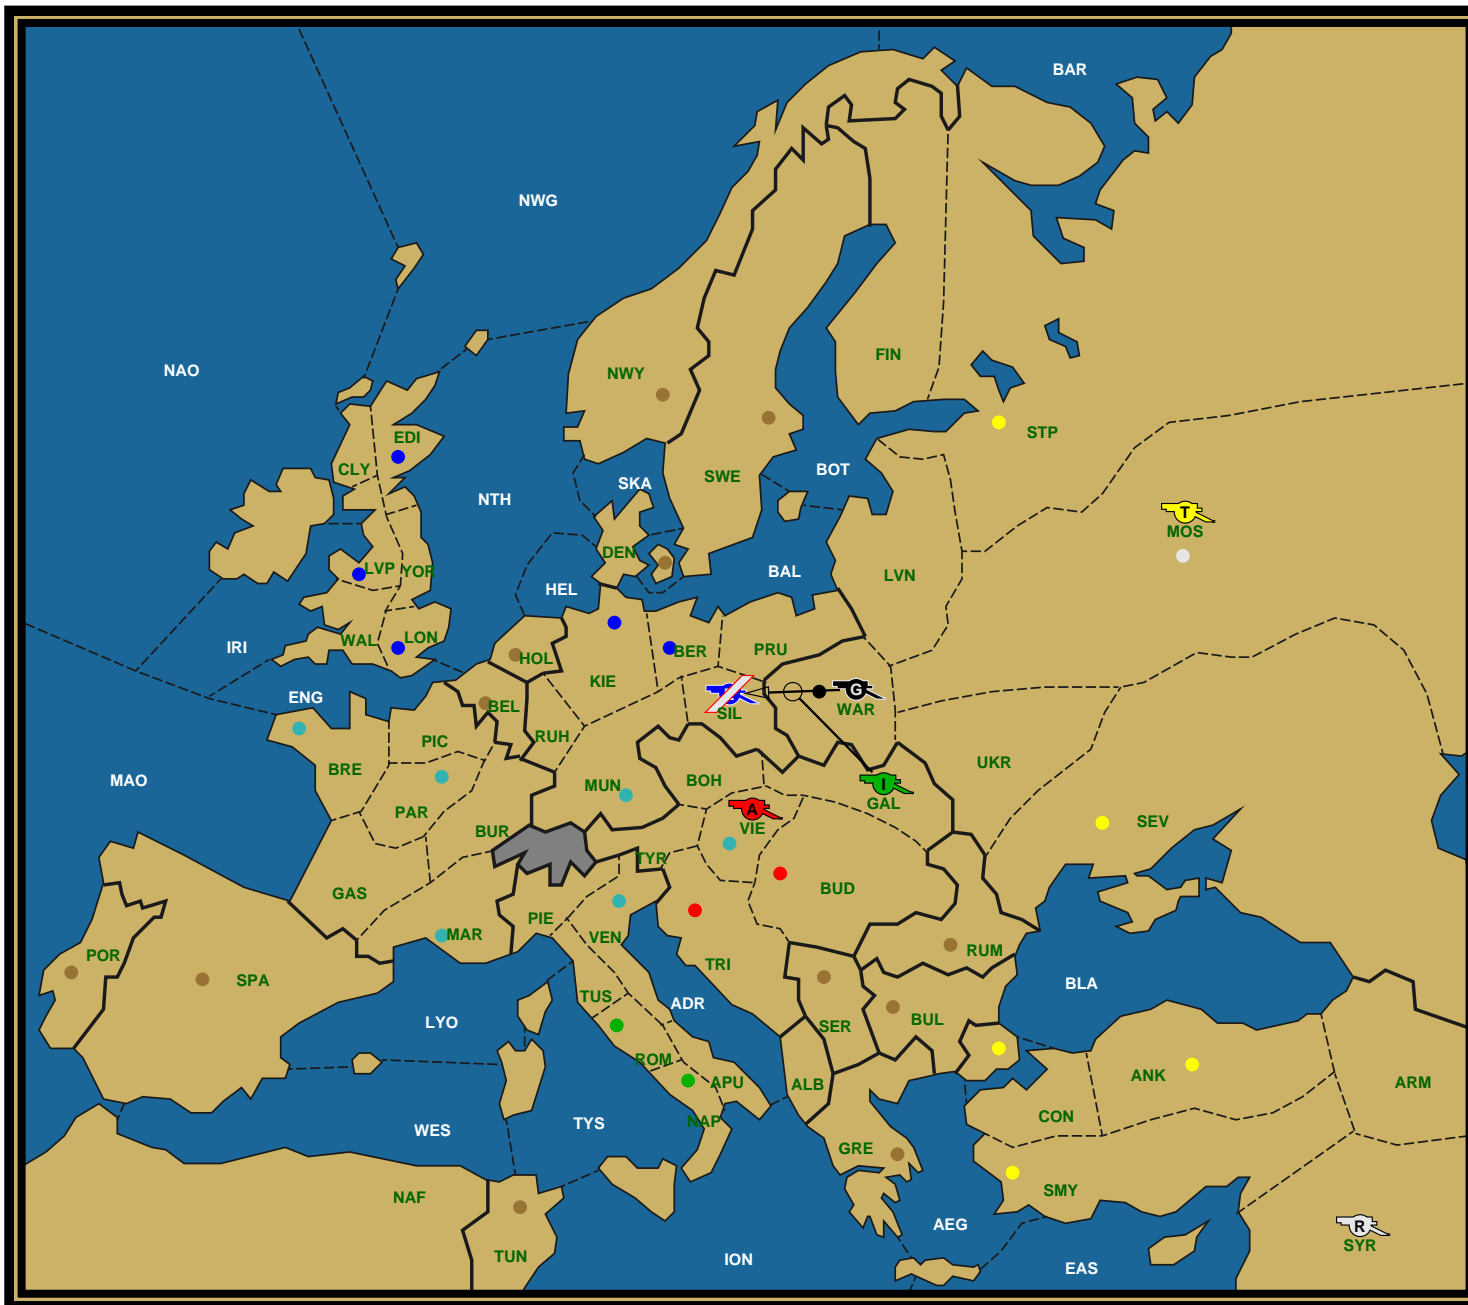 BAR
NWG
NAO
FIN
NWY
STP
EDI
CLY
SWE
BOT
SKA
NTH
T
MOS
DEN
LVP
YOR
BAL
LVN
HEL
IRI
WAL
LON
HOL
BER
PRU
KIE
G
ENG
BEL
SIL
WAR
PIC
RUH
UKR
BRE
MAO
BOH
MUN
I
GAL
PAR
A
VIE
SEV
BUR
TYR
GAS
BUD
PIE
MAR
VEN
POR
SPA
TRI
RUM
BLA
TUS
ADR
LYO
BUL
SER
ROM
ANK
APU
ALB
ARM
CON
NAP
TYS
WES
GRE
SMY
NAF
AEG
R
SYR
TUN
ION
EAS